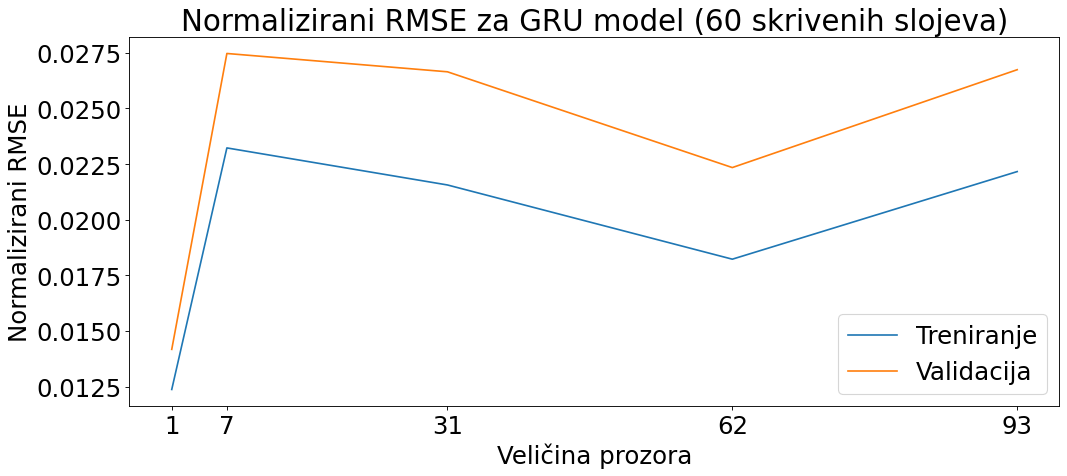 Normalizirani RMSE za GRU model (60 skrivenih slojeva)
Normalizirani RMSE
0.0275
0.0250
0.0225
0.0200
0.0175
0.0150
0.0125
Treniranje
Validacija
1 7 31 62 93
Veličina prozora